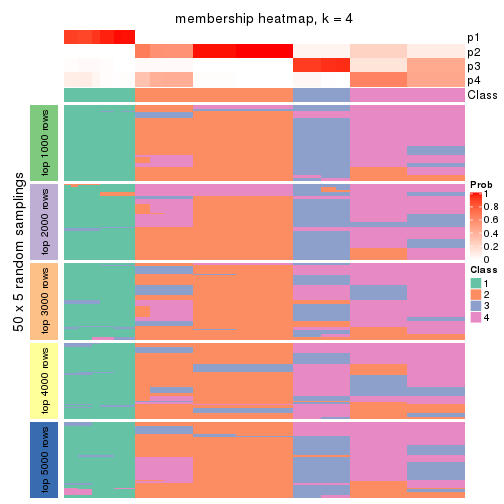 membership heatmap, k = 4
p1
p2
p3
p4
Class
50 x 5 random samplings
top 1000 rows
top 2000 rows
top 3000 rows
top 4000 rows
top 5000 rows
Prob
1
0.8
0.6
0.4
0.2
0
Class
1
2
3
4